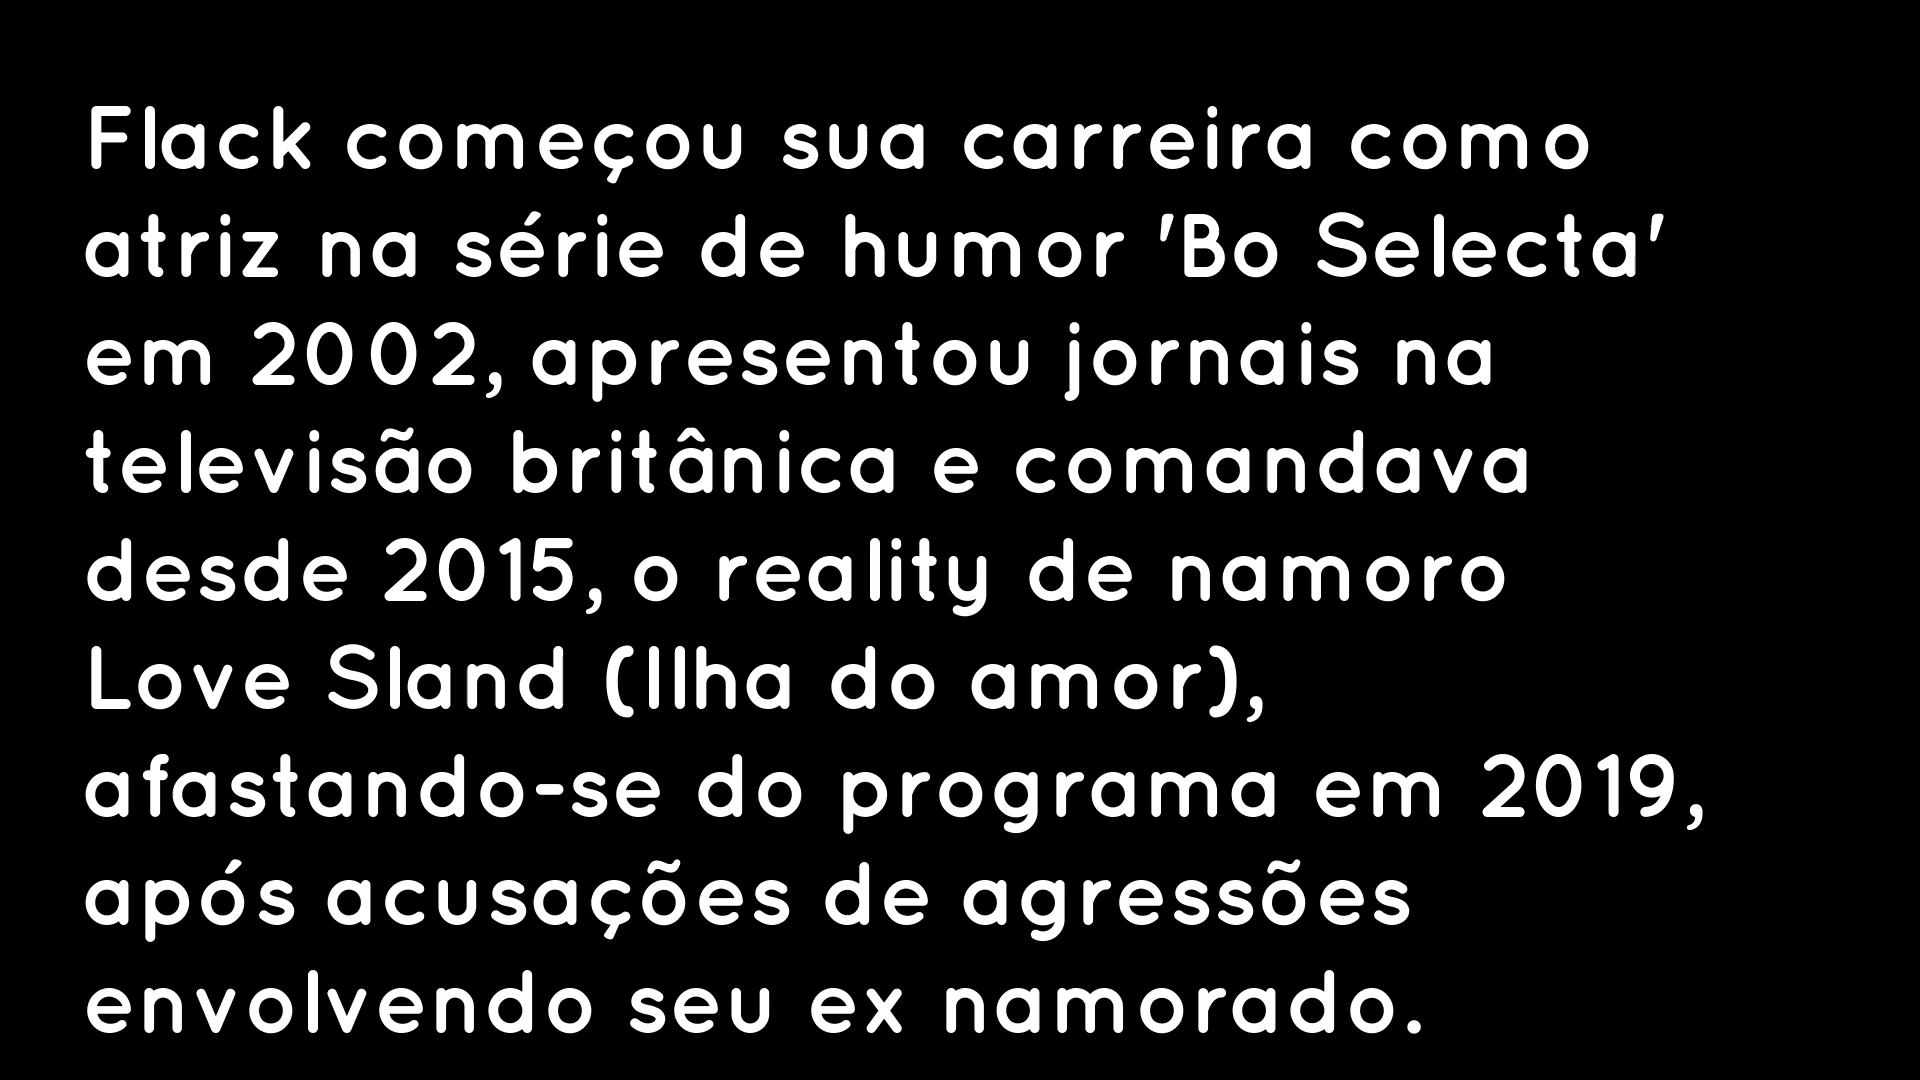 Flack começou sua carreira como
atriz na série de humor 'Bo Selecta'
em 2002, apresentou jornais na
televisão britânica e comandava
desde 2015, o reality de namoro
Love Sland (Ilha do amor),
afastando-se do programa em 2019,
após acusações de agressões
envolvendo seu ex namorado.